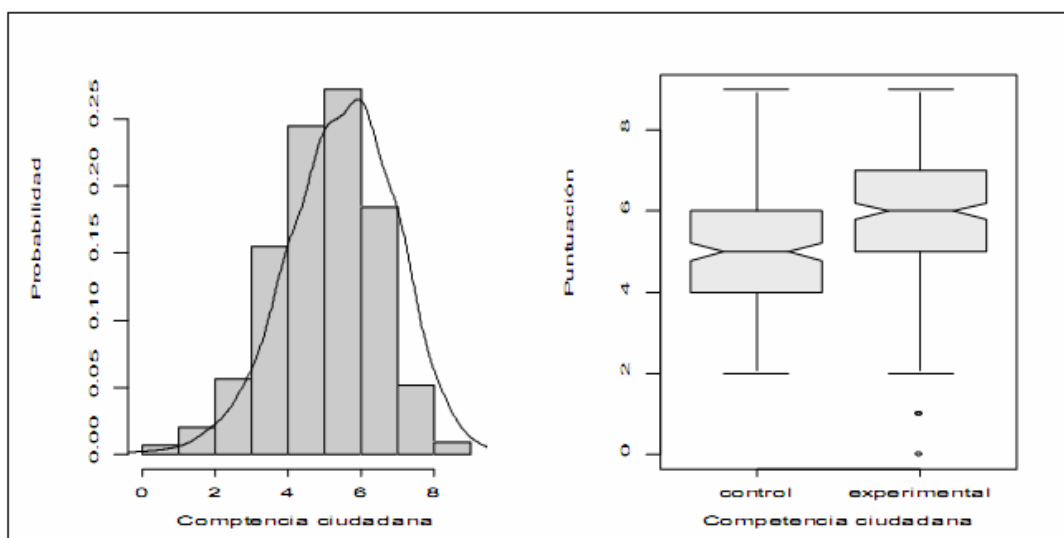 Probabilidad
0.00 0.05 0.10 0.15 0.20 0.25
0 2 4 6 8
Comptencia ciudadana
Puntuación
0 2 4 6 8
control experimental
Competencia ciudadana